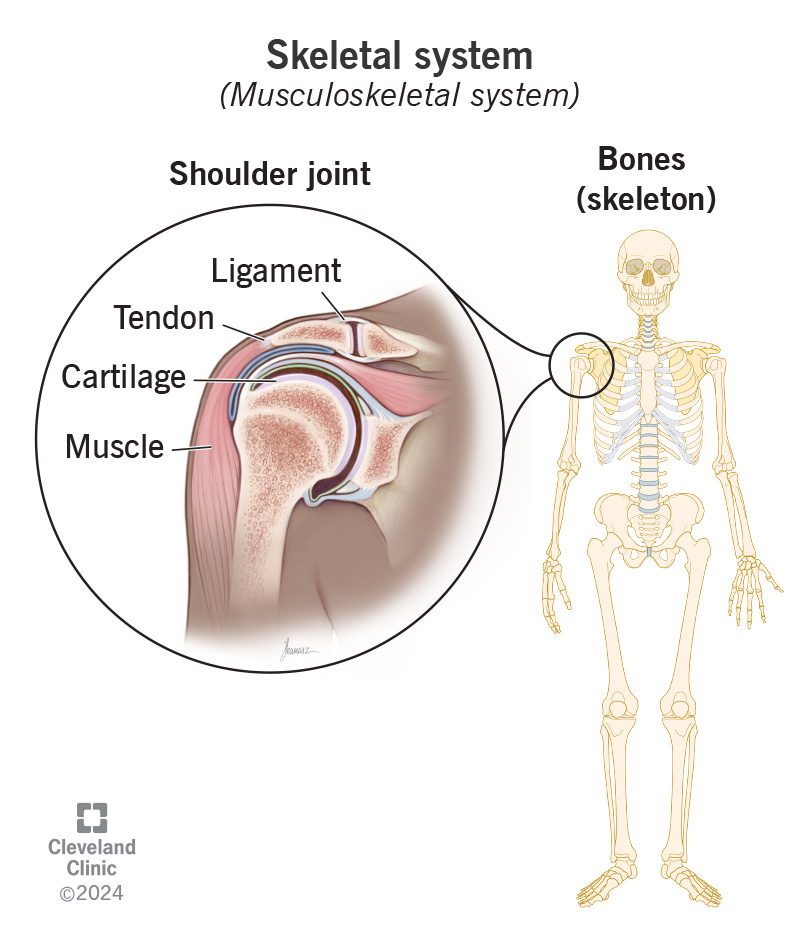 Skeletal system
(Musculoskeletal system)
Shoulder joint
Bones
(skeleton)
Ligament
Tendon
Cartilage
Muscle
Cleveland
Clinic
©2024